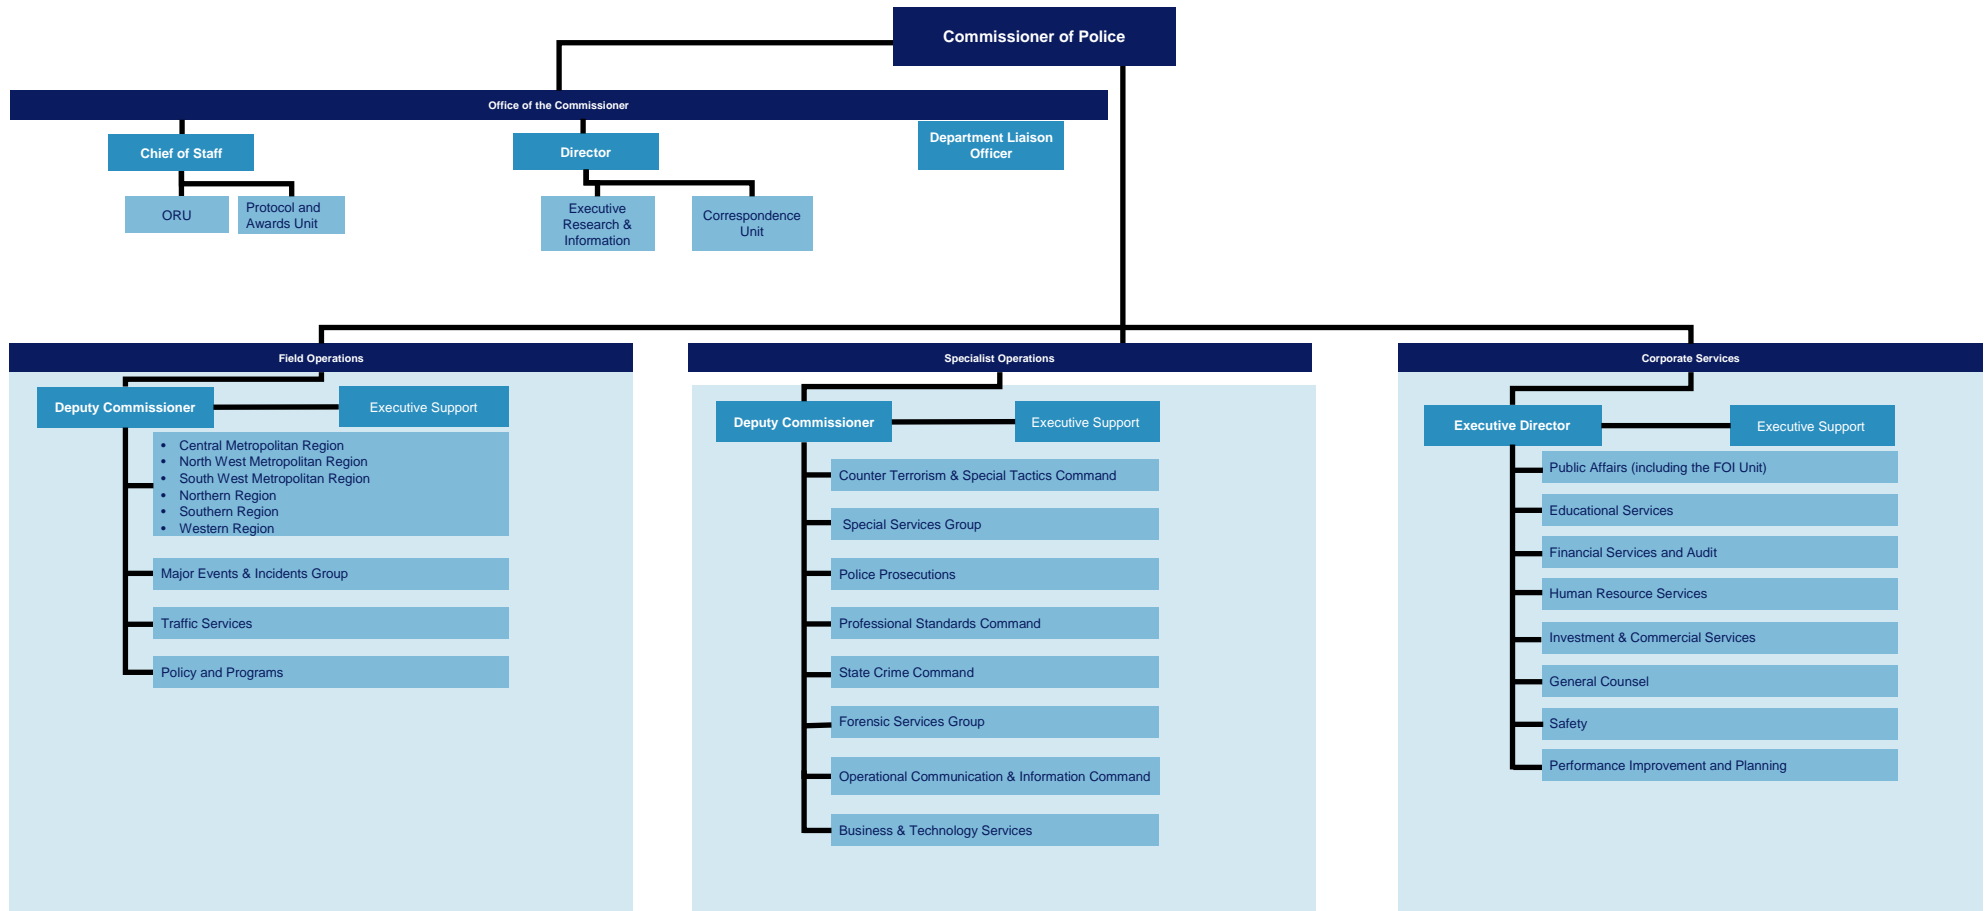 Commissioner of Police
Office of the Commissioner
Chief of Staff
Director
Department Liaison
Officer
ORU
Protocol and
Awards Unit
Executive
Research &
Information
Correspondence
Unit
Field Operations
Deputy Commissioner
Executive Support
• Central Metropolitan Region
• North West Metropolitan Region
• South West Metropolitan Region
• Northern Region
• Southern Region
• Western Region
Major Events & Incidents Group
Traffic Services
Policy and Programs
Specialist Operations
Deputy Commissioner
Executive Support
Counter Terrorism & Special Tactics Command
Special Services Group
Police Prosecutions
Professional Standards Command
State Crime Command
Forensic Services Group
Operational Communication & Information Command
Business & Technology Services
Corporate Services
Executive Director
Executive Support
Public Affairs (including the FOI Unit)
Educational Services
Financial Services and Audit
Human Resource Services
Investment & Commercial Services
General Counsel
Safety
Performance Improvement and Planning